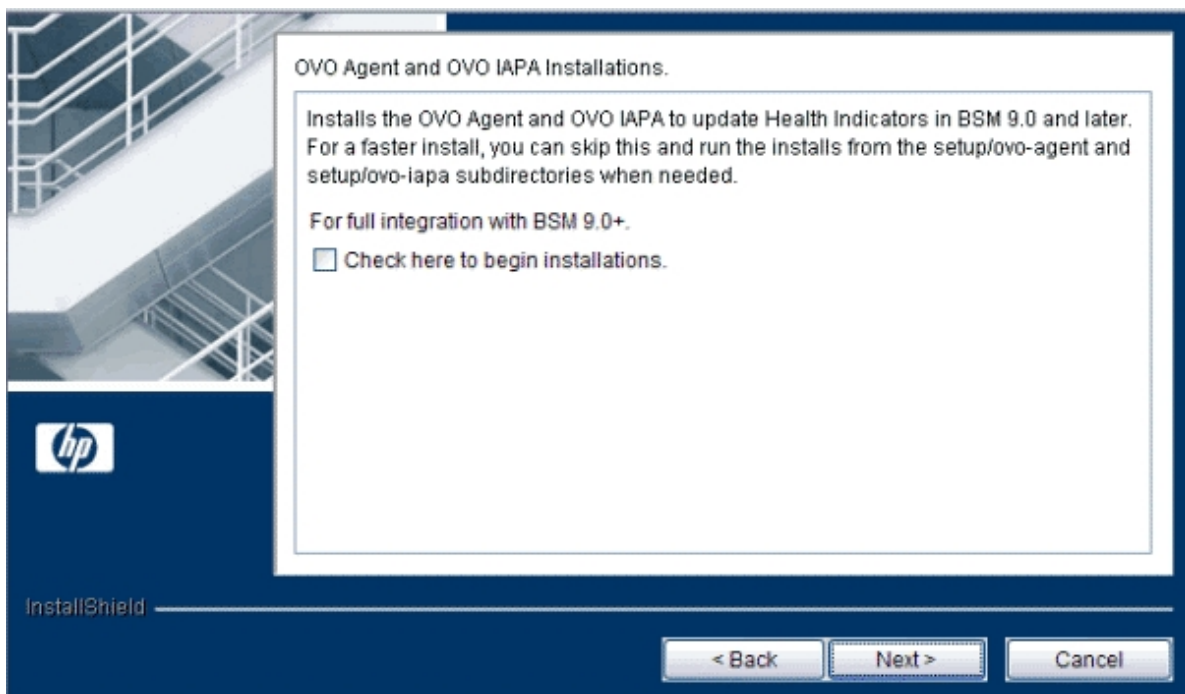 OVO Agent and OVO IAPA Installations.
Installs the OVO Agent and OVO IAPA to update Health Indicators in BSM 9.0 and later.
For a faster install, you can skip this and run the installs from the setup/ovo-agent and
setup/ovo-iapa subdirectories when needed.
For full integration with BSM 9.0+.
Check here to begin installations.
hp
InstallShield
< Back
Next >
Cancel